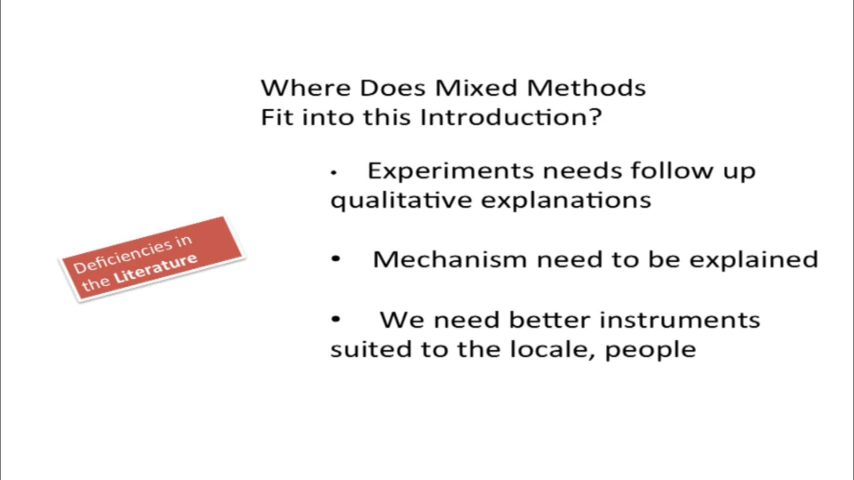 Where Does Mixed Methods
Fit into this Introduction?
• Experiments needs follow up
qualitative explanations
Deficiencies in
the Literature
• Mechanism need to be explained
• We need better instruments
suited to the locale, people